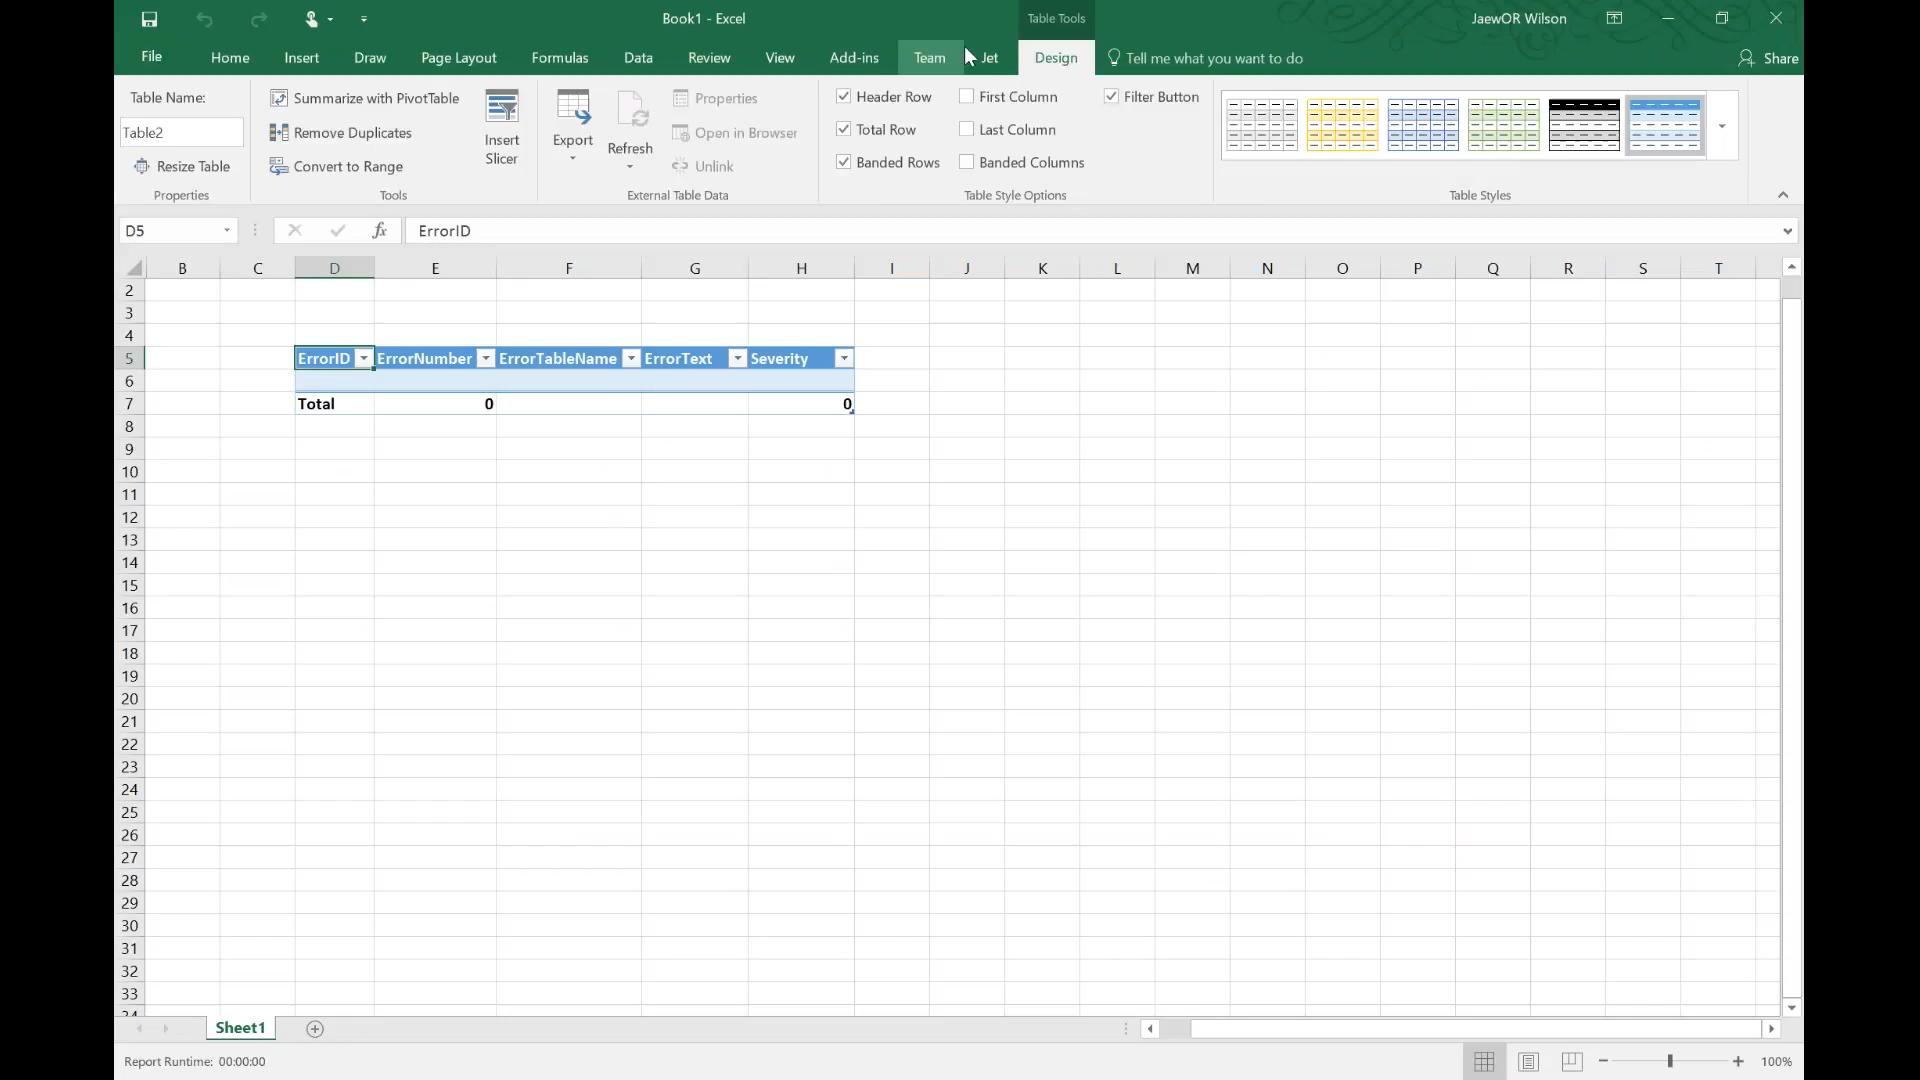 Book1 - Excel
Table Tools
JaewOR Wilson
File Home Insert Draw Page Layout Formulas Data Review View Add-ins Team Jet Design Tell me what you want to do Share
Table Name:
Table2
Resize Table
Properties
Summarize with PivotTable
Remove Duplicates
Convert to Range
Tools
Insert
Slicer
Export
Refresh
Properties
Open in Browser
Unlink
External Table Data
Header Row
Total Row
Banded Rows
First Column
Last Column
Banded Columns
Filter Button
Table Style Options
Table Styles
D5
fx
ErrorID
B C D E F G H I J K L M N O P Q R S T
2
3
4
5 ErrorID ErrorNumber ErrorTableName ErrorText Severity
6
7 Total 0 0
8
9
10
11
12
13
14
15
16
17
18
19
20
21
22
23
24
25
26
27
28
29
30
31
32
33
34
Sheet1
Report Runtime: 00:00:00
100%